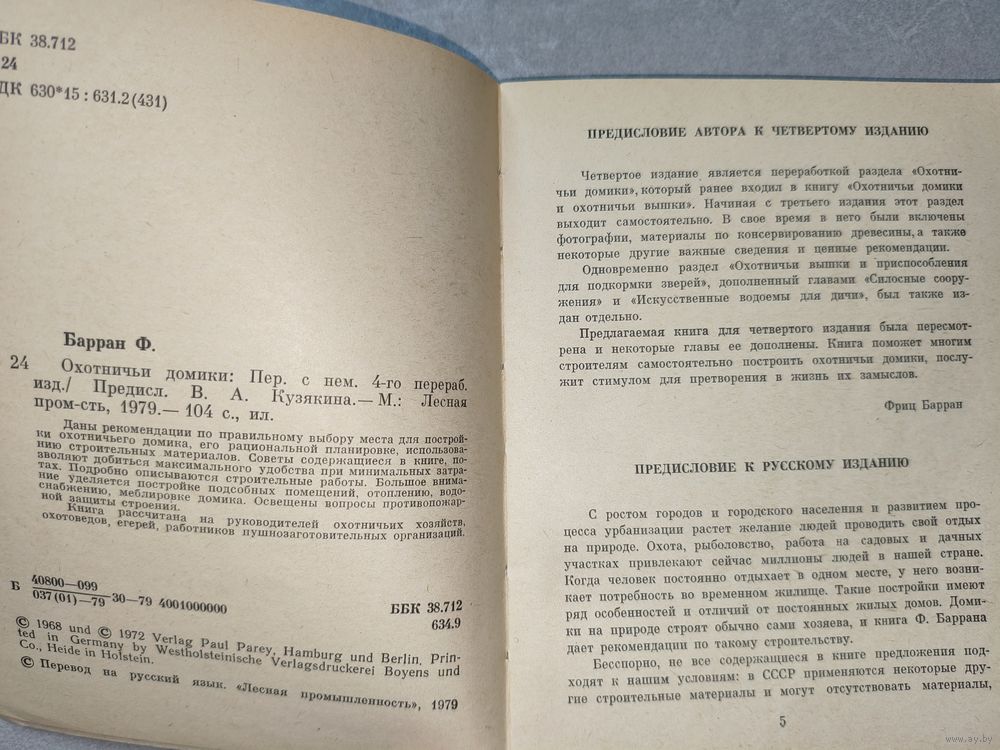 БК 38.712
24
ДК 630*15 : 631.2(431)
Барран Ф.
24 Охотничьи домики: Пер. с нем. 4-го перераб.
изд./ Предисл. В. А. Кузякина.— М.: Лесная
пром-сть, 1979.— 104 с., ил.
Даны рекомендации по правильному выбору места для построй-
ки охотничьего домика, его рациональной планировке, использова-
нию строительных материалов. Советы содержащиеся в книге, по-
зволяют добиться максимального удобства при минимальных затра-
тах. Подробно описываются строительные работы. Большое внима-
ние уделяется постройке подсобных помещений, отоплению, водо-
снабжению, меблировке домика. Освещены вопросы противопожар-
ной защиты строения.
Книга рассчитана на руководителей охотничьих хозяйств,
охотоведов, егерей, работников пушнозаготовительных организаций.
Б 40800—099
037(01)—79 30—79 4001000000
ББК 38.712
634.9
© 1968 und © 1972 Verlag Paul Parey, Hamburg und Berlin. Prin-
ted in Germany by Westholsteinische Verlagsdruckerei Boyens und
Co., Heide in Holstein.
© Перевод на русский язык. «Лесная промышленность», 1979
ПРЕДИСЛОВИЕ АВТОРА К ЧЕТВЕРТОМУ ИЗДАНИЮ
Четвертое издание является переработкой раздела «Охотни-
чьи домики», который ранее входил в книгу «Охотничьи домики
и охотничьи вышки». Начиная с третьего издания этот раздел
выходит самостоятельно. В свое время в него были включены
фотографии, материалы по консервированию древесины, а также
некоторые другие важные сведения и ценные рекомендации.
Одновременно раздел «Охотничьи вышки и приспособления
для подкормки зверей», дополненный главами «Силосные соору-
жения» и «Искусственные водоемы для дичи», был также из-
дан отдельно.
Предлагаемая книга для четвертого издания была пересмот-
рена и некоторые главы ее дополнены. Книга поможет многим
строителям самостоятельно построить охотничьи домики, послу-
жит стимулом для претворения в жизнь их замыслов.
Фриц Барран
ПРЕДИСЛОВИЕ К РУССКОМУ ИЗДАНИЮ
С ростом городов и городского населения и развитием про-
цесса урбанизации растет желание людей проводить свой отдых
на природе. Охота, рыболовство, работа на садовых и дачных
участках привлекают сейчас миллионы людей в нашей стране.
Когда человек постоянно отдыхает в одном месте, у него возни-
кает потребность во временном жилище. Такие постройки имеют
ряд особенностей и отличий от постоянных жилых домов. Доми-
ки на природе строят обычно сами хозяева, и книга Ф. Баррана
дает рекомендации по такому строительству.
Бесспорно, не все содержащиеся в книге предложения под-
ходят к нашим условиям: в СССР применяются некоторые дру-
гие строительные материалы и могут отсутствовать материалы,
5
www.ay.by